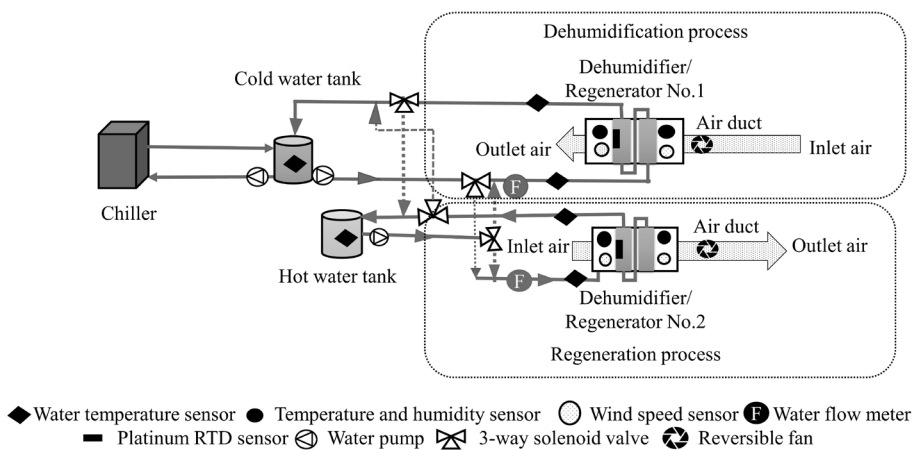 Dehumidification process
Cold water tank
Dehumidifier/
Regenerator No.1
Air duct
Outlet air
Inlet air
Chiller
F
Hot water tank
Inlet air
Air duct
Outlet air
F
Dehumidifier/
Regenerator No.2
Regeneration process
Water temperature sensor Temperature and humidity sensor Wind speed sensor F Water flow meter
Platinum RTD sensor Water pump 3-way solenoid valve Reversible fan